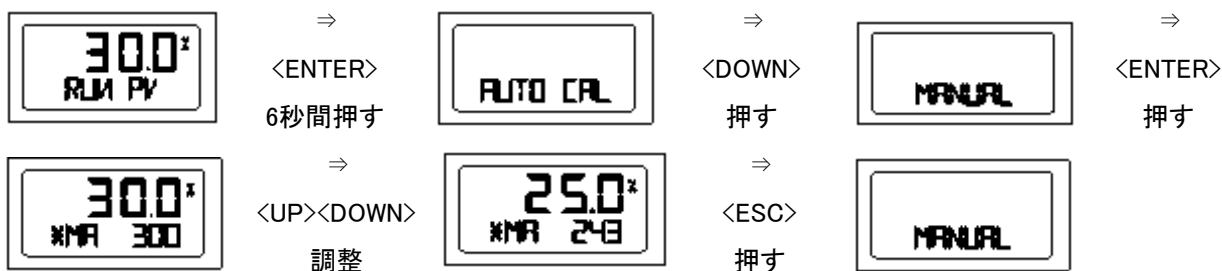 30.0%
RUN PV
⇒
<ENTER>
6秒間押す
AUTO CAL
⇒
<DOWN>
押す
MANUAL
⇒
<ENTER>
押す
30.0%
*MA 300
⇒
<UP><DOWN>
調整
25.0%
*MA 243
⇒
<ESC>
押す
MANUAL